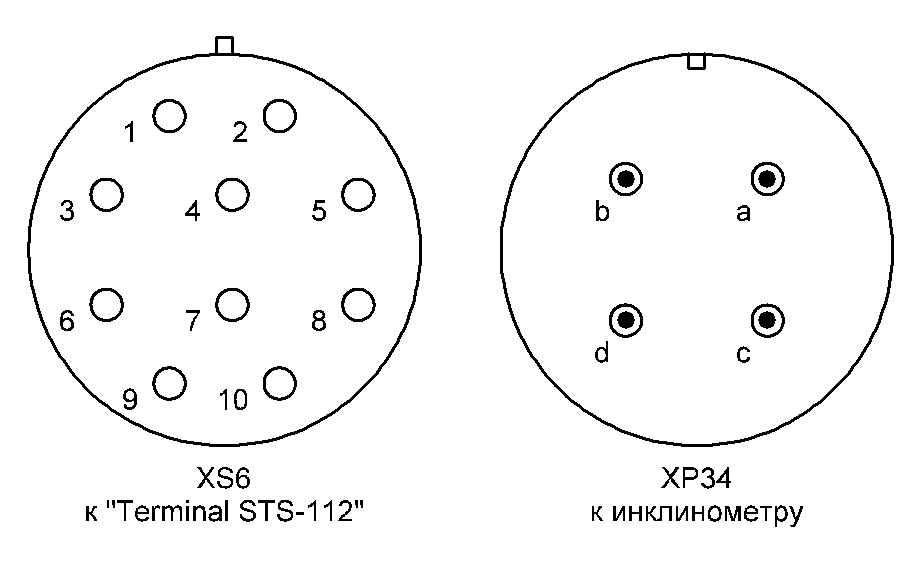 1 2
3 4 5
6 7 8
9 10
XS6
к "Terminal STS-112"
b a
d c
XP34
к инклинометру